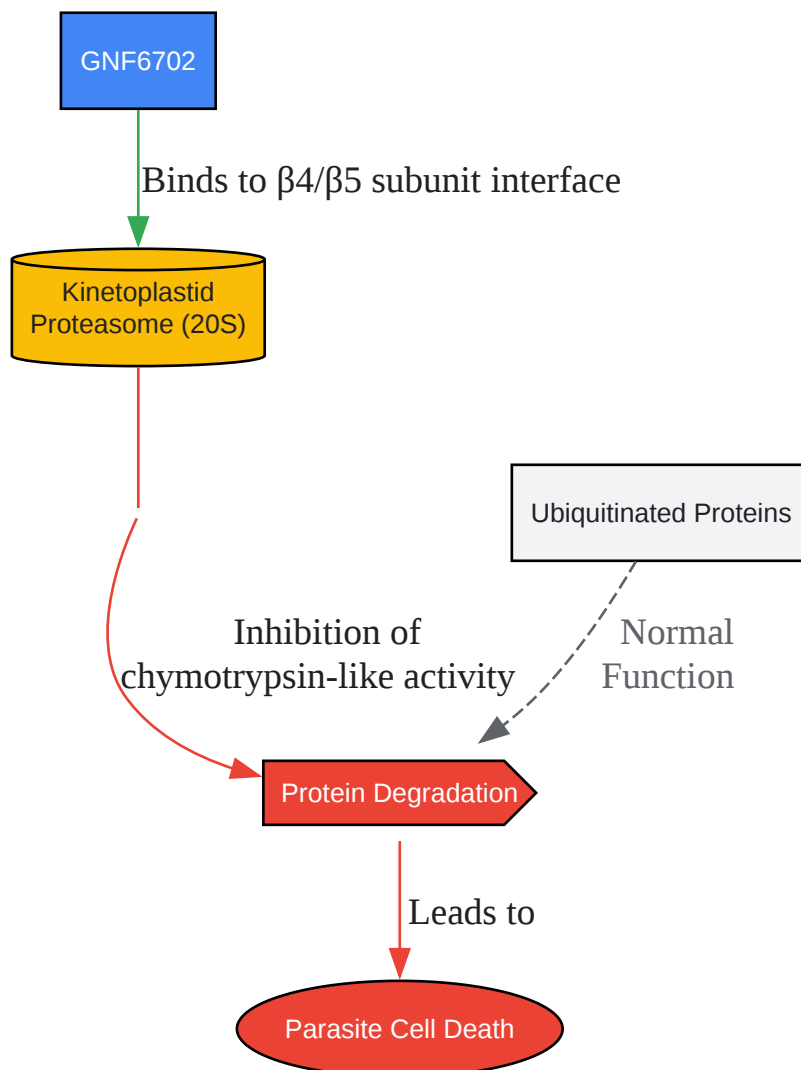 GNF6702
Binds to β4/β5 subunit interface
Kinetoplastid
Proteasome (20S)
Ubiquitinated Proteins
Inhibition of
chymotrypsin-like activity
Normal
Function
Protein Degradation
Leads to
Parasite Cell Death